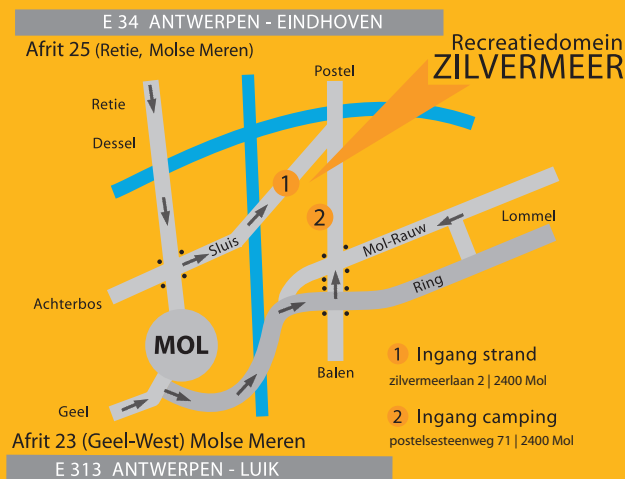 E 34 ANTWERPEN - EINDHOVEN
Afrit 25 (Retie, Molse Meren)
Recreatiedomein
ZILVERMEER
Postel
Retie
Dessel
1
2
Sluis
Mol-Rauw
Lommel
Achterbos
Ring
MOL
Balen
Geel
1 Ingang strand
zilvermeerlaan 2 | 2400 Mol
2 Ingang camping
postelsesteenweg 71 | 2400 Mol
Afrit 23 (Geel-West) Molse Meren
E 313 ANTWERPEN - LUIK